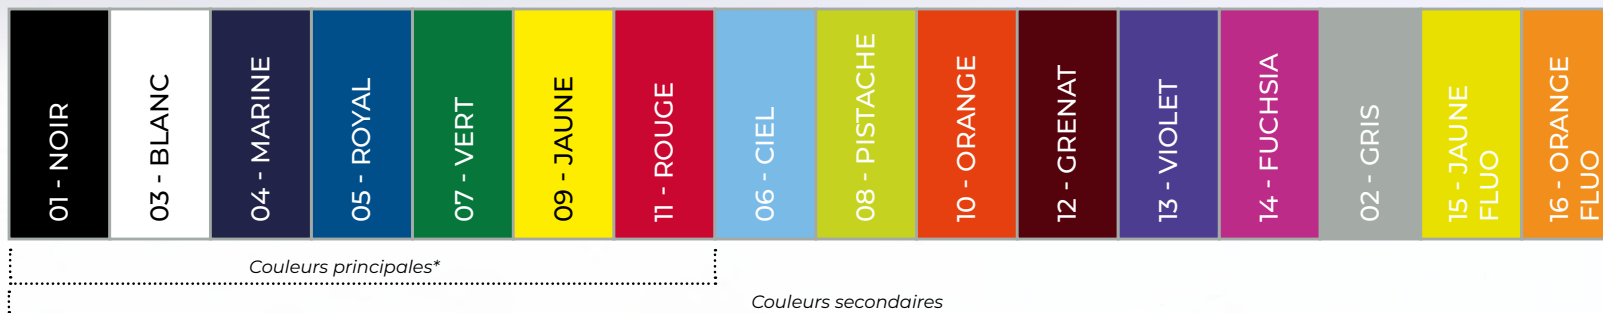 01 - NOIR
03 - BLANC
04 - MARINE
05 - ROYAL
07 - VERT
09 - JAUNE
11 - ROUGE
06 - CIEL
08 - PISTACHE
10 - ORANGE
12 - GRENAT
13 - VIOLET
14 - FUCHSIA
02 - GRIS
15 - JAUNE
FLUO
16 - ORANGE
FLUO
Couleurs principales*
Couleurs secondaires